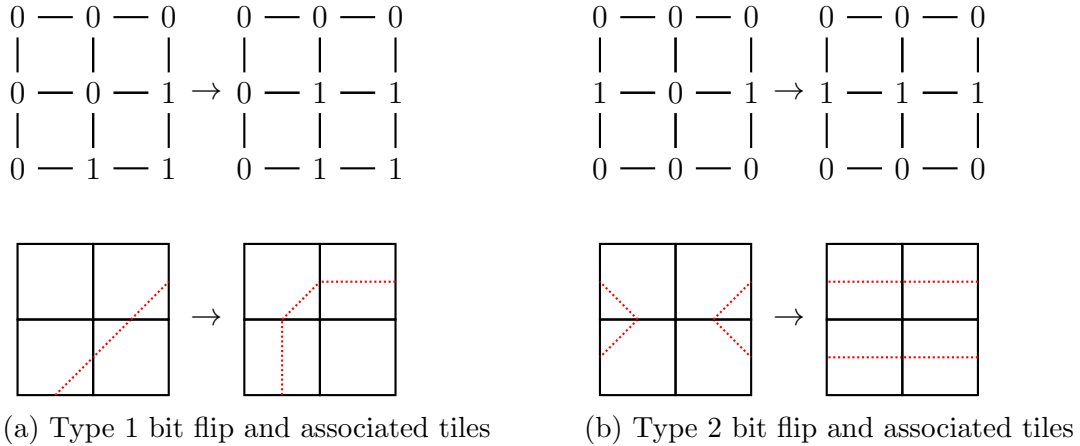 0 — 0 — 0 0 — 0 — 0 0 — 0 — 0 0 — 0 — 0
0 — 0 — 1 → 0 — 1 — 1 1 — 0 — 1 → 1 — 1 — 1
0 — 1 — 1 0 — 1 — 1 0 — 0 — 0 0 — 0 — 0
→ →
(a) Type 1 bit flip and associated tiles (b) Type 2 bit flip and associated tiles